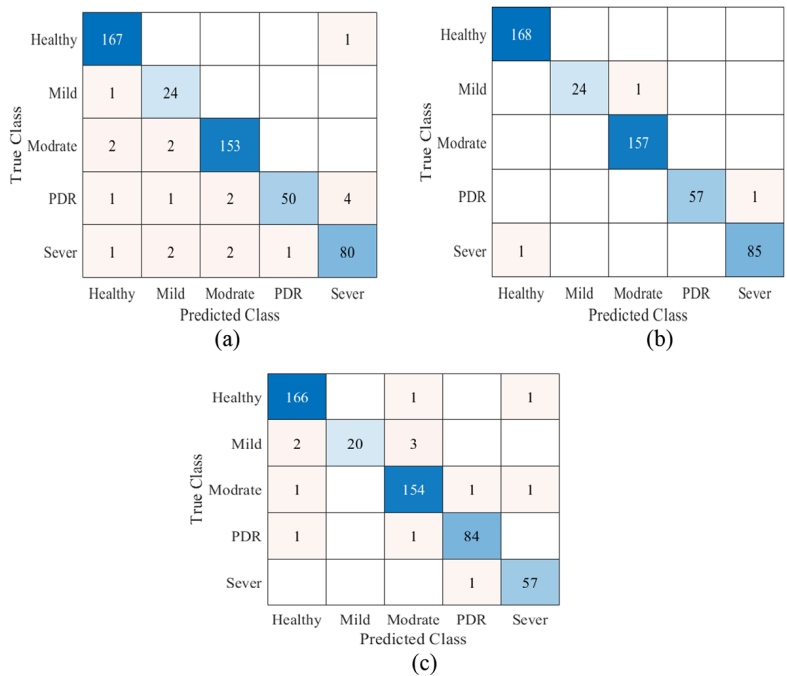 Healthy 167 1
Mild 1 24
Modrate 2 2 153
PDR 1 1 2 50 4
Sever 1 2 2 1 80
Healthy Mild Modrate PDR Sever
Predicted Class
True Class
(a)
Healthy 168
Mild 24 1
Modrate 157
PDR 57 1
Sever 1 85
Healthy Mild Modrate PDR Sever
Predicted Class
True Class
(b)
Healthy 166 1 1
Mild 2 20 3
Modrate 1 154 1 1
PDR 1 1 84
Sever 1 57
Healthy Mild Modrate PDR Sever
Predicted Class
True Class
(c)